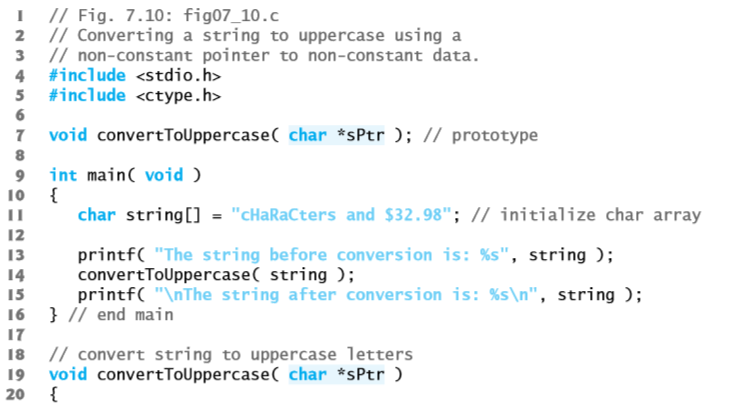 1 // Fig. 7.10: fig07_10.c
2 // Converting a string to uppercase using a
3 // non-constant pointer to non-constant data.
4 #include <stdio.h>
5 #include <ctype.h>
6
7 void convertToUppercase( char *sPtr ); // prototype
8
9 int main( void )
10 {
11 char string[] = "cHaRaCters and $32.98"; // initialize char array
12
13 printf( "The string before conversion is: %s", string );
14 convertToUppercase( string );
15 printf( "\nThe string after conversion is: %s\n", string );
16 } // end main
17
18 // convert string to uppercase letters
19 void convertToUppercase( char *sPtr )
20 {